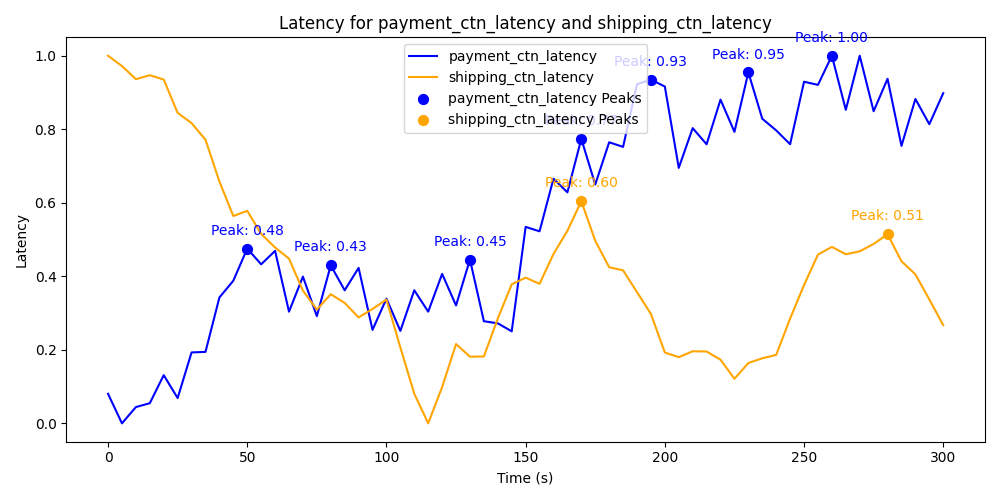 Latency for payment_ctn_latency and shipping_ctn_latency
Peak: 1.00
Peak: 0.95
Peak: 0.93
payment_ctn_latency
shipping_ctn_latency
payment_ctn_latency Peaks
shipping_ctn_latency Peaks
Peak: 0.60
Peak: 0.51
Peak: 0.48
Peak: 0.43
Peak: 0.45
Latency
1.0
0.8
0.6
0.4
0.2
0.0
0
50
100
150
200
250
300
Time (s)